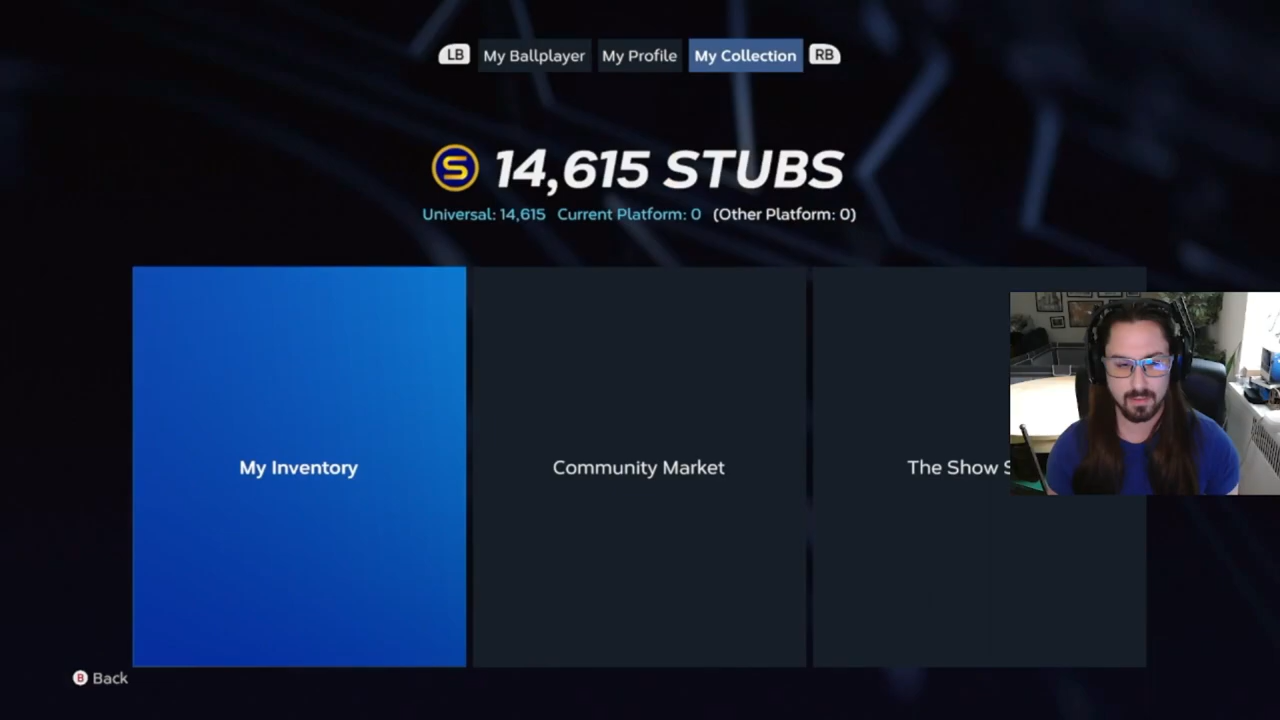 LB My Ballplayer My Profile My Collection RB
S 14,615 STUBS
Universal: 14,615 Current Platform: 0 (Other Platform: 0)
My Inventory Community Market The Show S
B Back